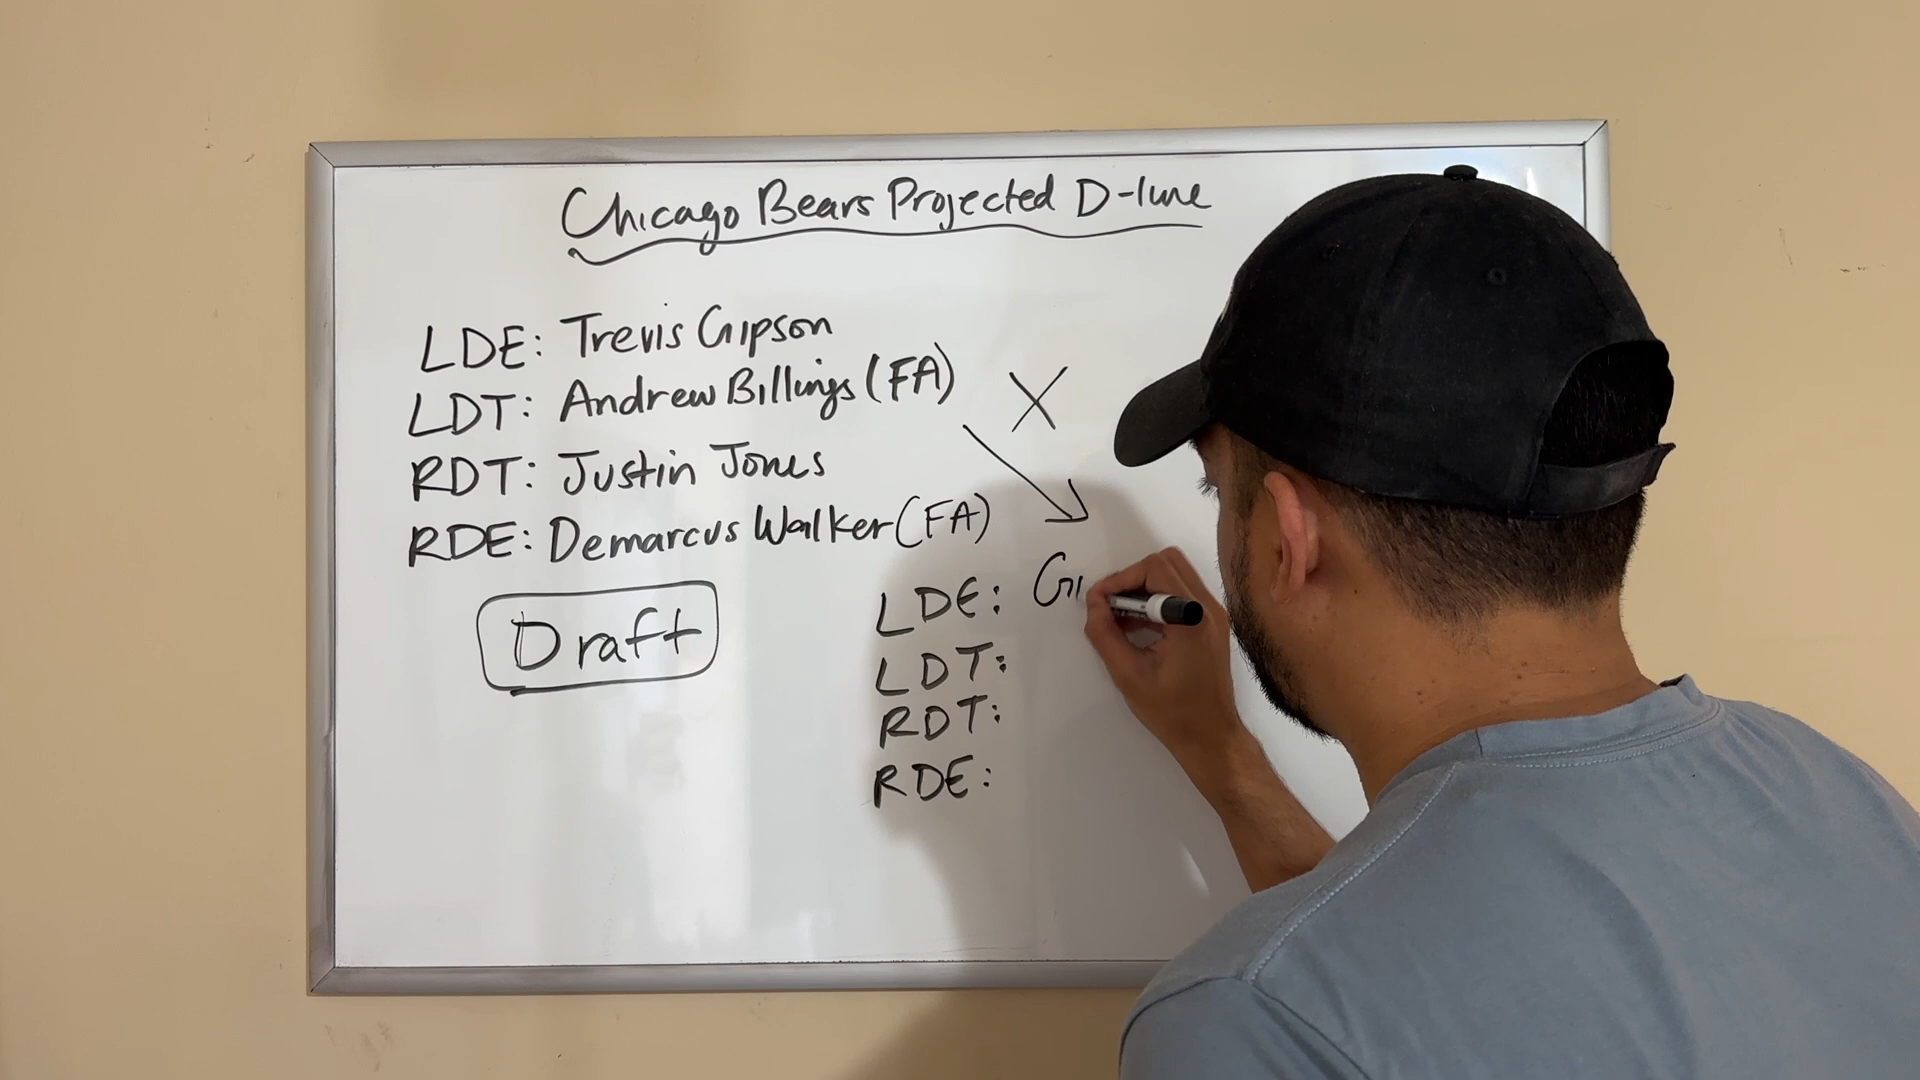 Chicago Bears Projected D-line
LDE: Trevis Gipson
LDT: Andrew Billings (FA)
X
RDT: Justin Jones
RDE: Demarcus Walker (FA)
Draft
LDE: Gi
LDT:
RDT:
RDE: